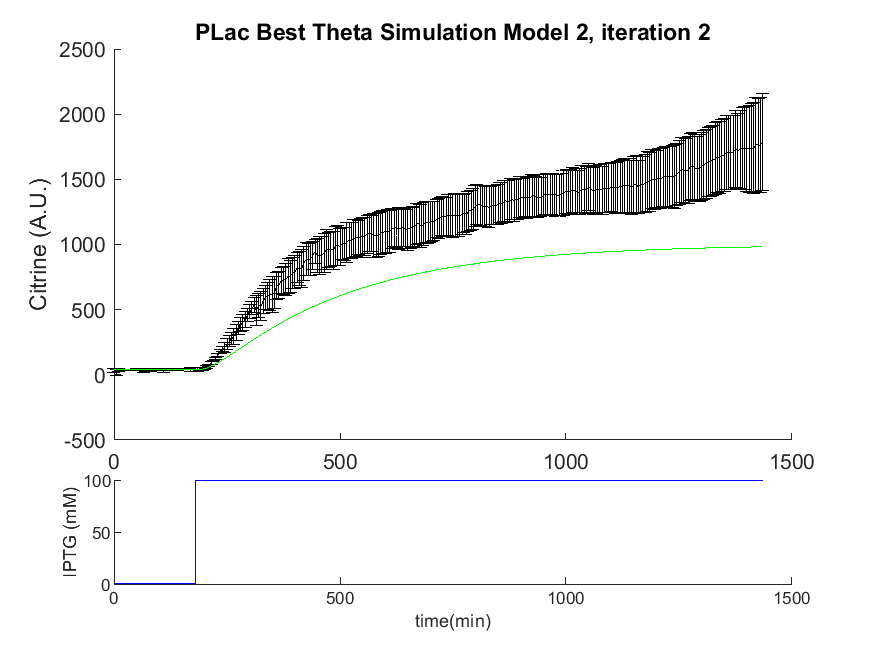 PLac Best Theta Simulation Model 2, iteration 2
2500
2000
1500
1000
500
0
-500
Citrine (A.U.)
0 500 1000 1500
100
50
0
IPTG (mM)
0 500 1000 1500
time(min)